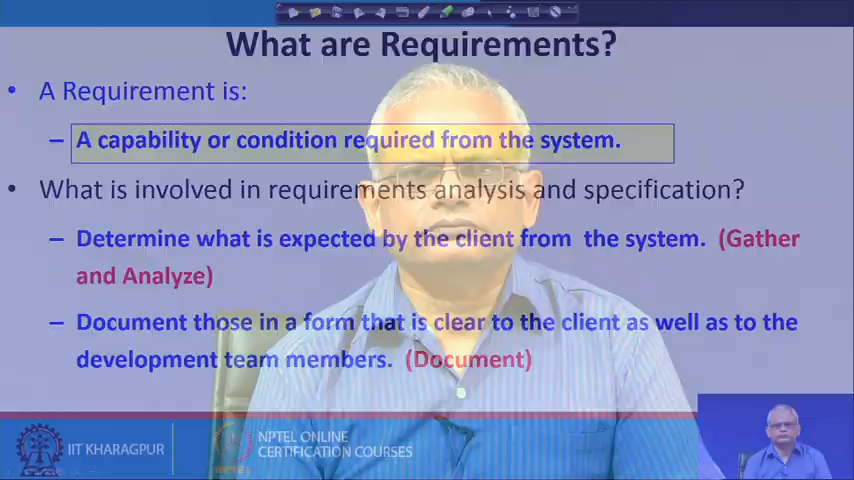 What are Requirements?
• A Requirement is:
– A capability or condition required from the system.
• What is involved in requirements analysis and specification?
– Determine what is expected by the client from the system. (Gather
and Analyze)
– Document those in a form that is clear to the client as well as to the
development team members. (Document)
IIT KHARAGPUR
NPTEL ONLINE
CERTIFICATION COURSES